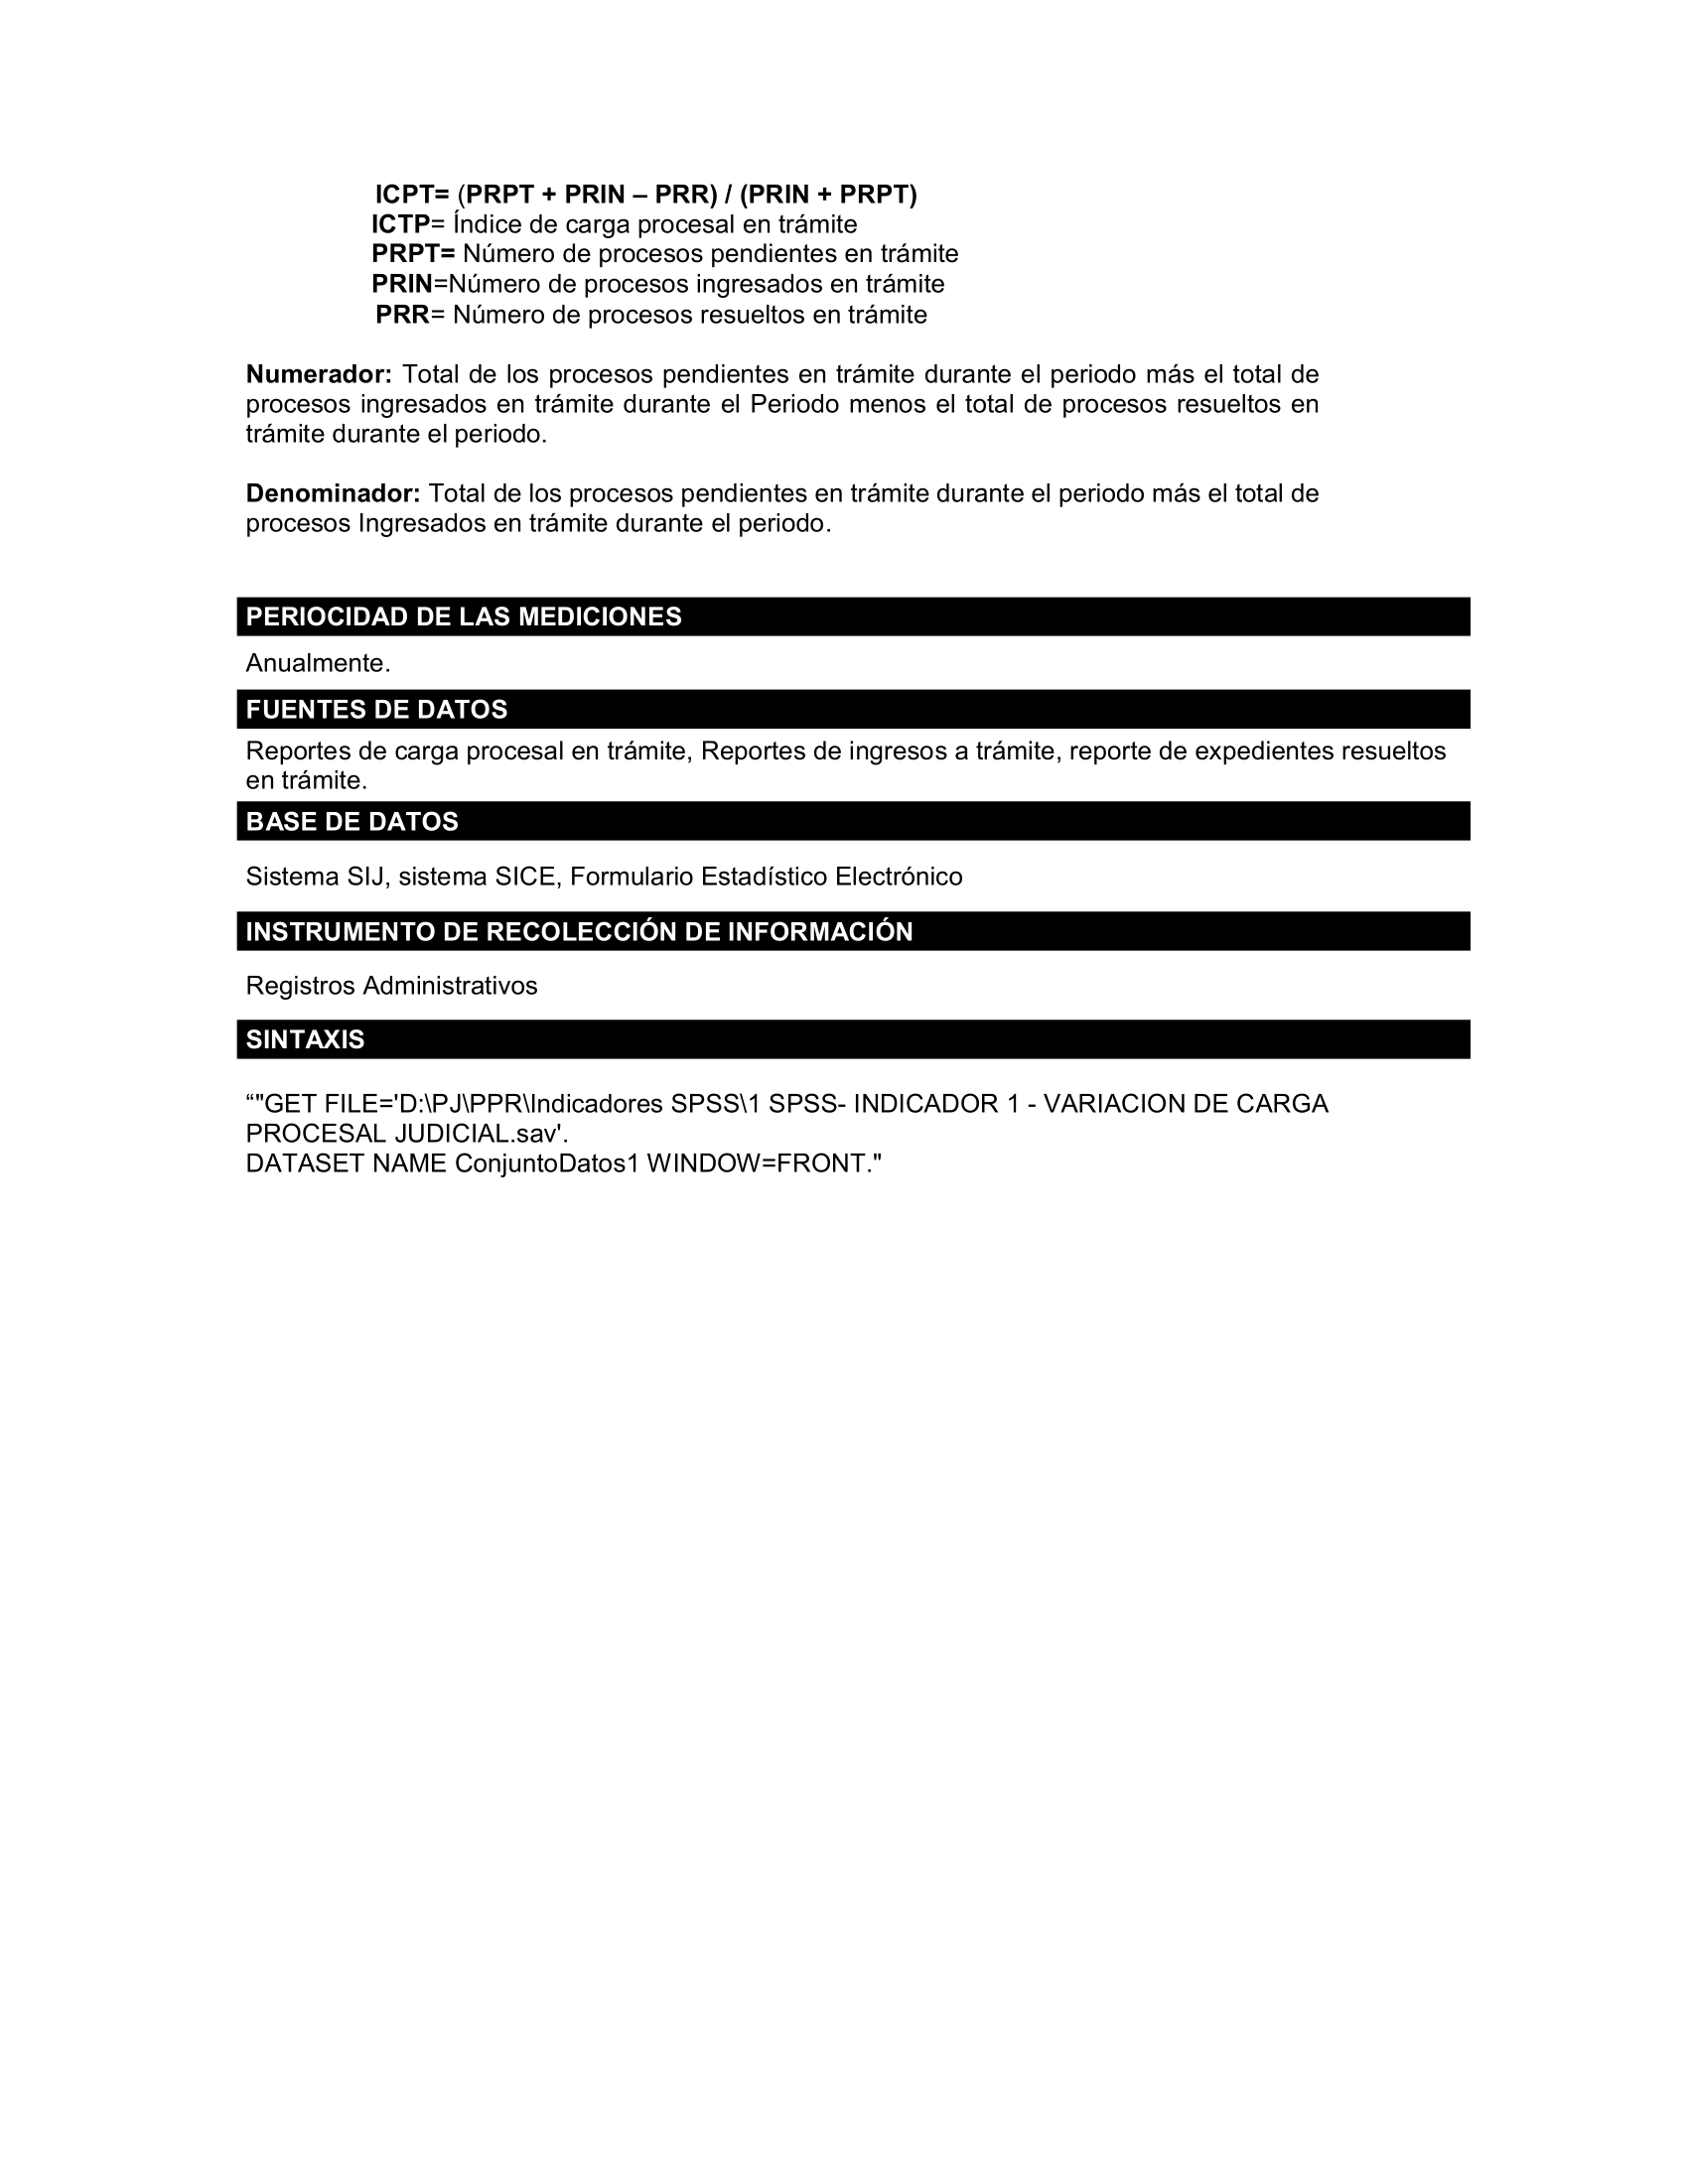 ICPT= (PRPT + PRIN – PRR) / (PRIN + PRPT)
ICTP= Índice de carga procesal en trámite
PRPT= Número de procesos pendientes en trámite
PRIN=Número de procesos ingresados en trámite
PRR= Número de procesos resueltos en trámite
Numerador: Total de los procesos pendientes en trámite durante el periodo más el total de
procesos ingresados en trámite durante el Periodo menos el total de procesos resueltos en
trámite durante el periodo.
Denominador: Total de los procesos pendientes en trámite durante el periodo más el total de
procesos Ingresados en trámite durante el periodo.
PERIOCIDAD DE LAS MEDICIONES
Anualmente.
FUENTES DE DATOS
Reportes de carga procesal en trámite, Reportes de ingresos a trámite, reporte de expedientes resueltos
en trámite.
BASE DE DATOS
Sistema SIJ, sistema SICE, Formulario Estadístico Electrónico
INSTRUMENTO DE RECOLECCIÓN DE INFORMACIÓN
Registros Administrativos
SINTAXIS
“"GET FILE='D:\PJ\PPR\Indicadores SPSS\1 SPSS- INDICADOR 1 - VARIACION DE CARGA
PROCESAL JUDICIAL.sav'.
DATASET NAME ConjuntoDatos1 WINDOW=FRONT."